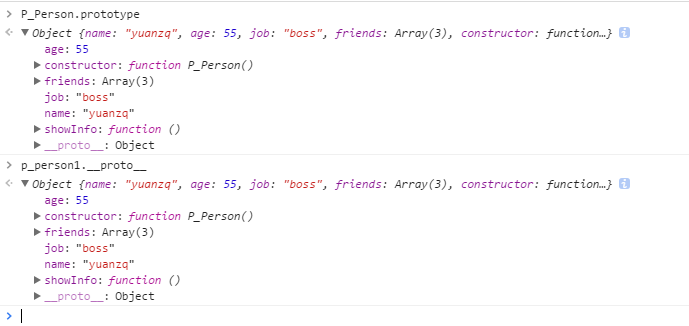 P_Person.prototype
Object {name: "yuanzq", age: 55, job: "boss", friends: Array(3), constructor: function…}
age: 55
constructor: function P_Person()
friends: Array(3)
job: "boss"
name: "yuanzq"
showInfo: function ()
__proto__: Object
p_person1.__proto__
Object {name: "yuanzq", age: 55, job: "boss", friends: Array(3), constructor: function…}
age: 55
constructor: function P_Person()
friends: Array(3)
job: "boss"
name: "yuanzq"
showInfo: function ()
__proto__: Object